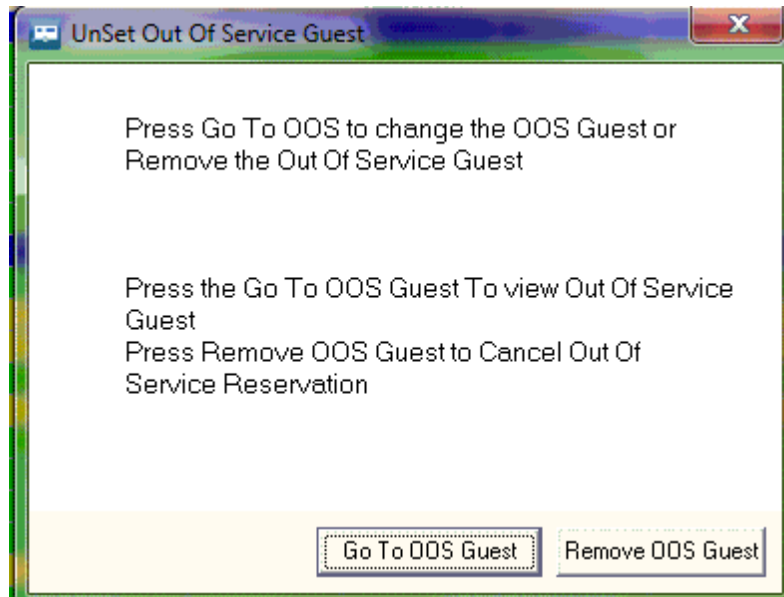 UnSet Out Of Service Guest
Press Go To OOS to change the OOS Guest or
Remove the Out Of Service Guest
Press the Go To OOS Guest To view Out Of Service
Guest
Press Remove OOS Guest to Cancel Out Of
Service Reservation
Go To OOS Guest Remove OOS Guest